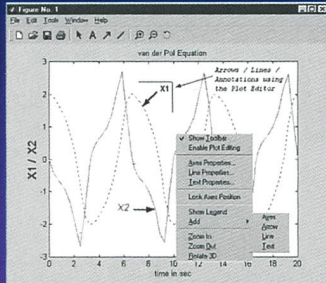 Figure No. 1
File Edit Tools Window Help
van der Pol Equation
Arrows / Lines /
Annotations using
the Plot Editor
X1
X2
X1 / X2
3
2
1
0
-1
-2
-3
0 2 4 6 8 10 12 14 16 18 20
time in sec
Show Toolbar
Enable Plot Editing
Axes Properties...
Line Properties...
Text Properties...
Lock Axes Position
Show Legend
Add
Zoom In
Zoom Out
Rotate 3D
Axes
Arrow
Line
Text